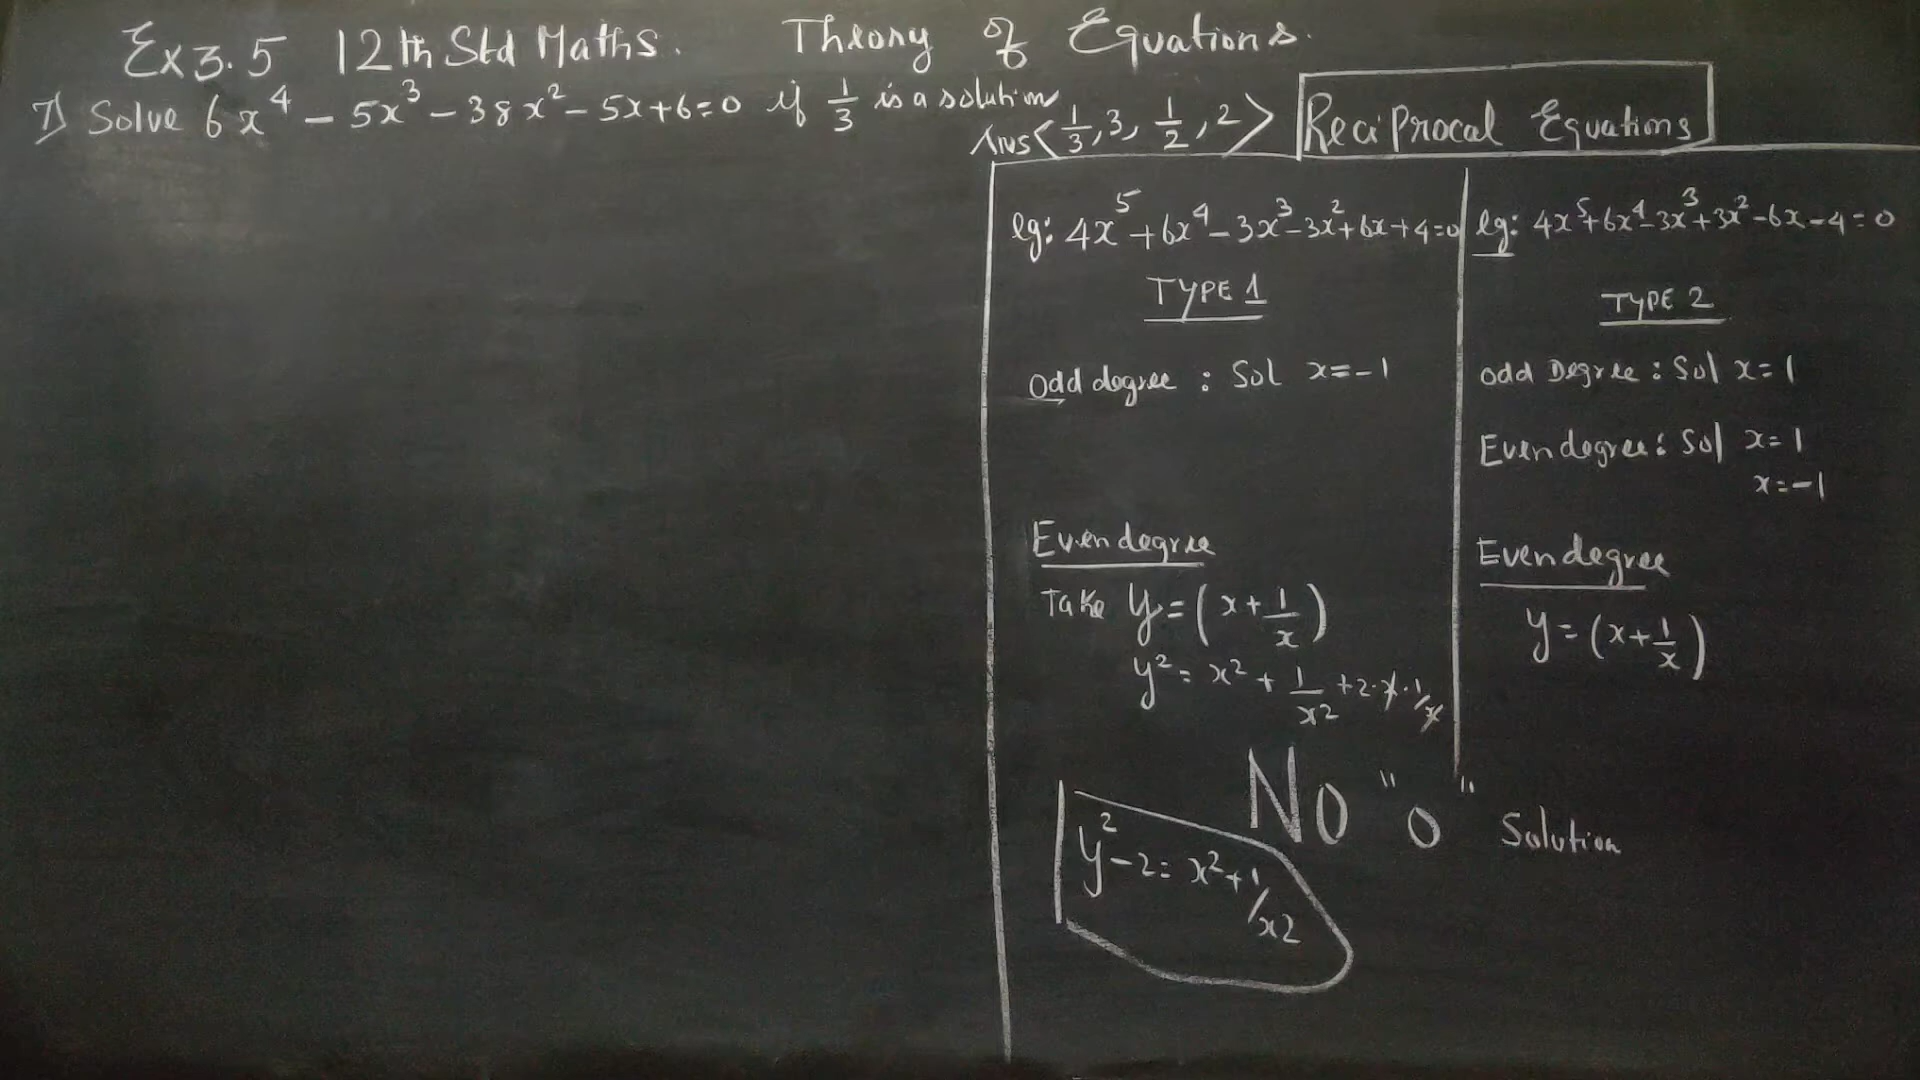 Ex 3.5 12th Std Maths. Theory of Equations.
7) Solve 6x⁴ - 5x³ - 38x² - 5x + 6 = 0 if 1/3 is a solution
Ans < 1/3, 3, 1/2, 2 >
Reciprocal Equations
eg: 4x⁵ + 6x⁴ - 3x³ - 3x² + 6x + 4 = 0
TYPE 1
Odd degree : Sol x = -1
Even degree
Take y = (x + 1/x)
y² = x² + 1/x² + 2·x·1/x
y² - 2 = x² + 1/x2
eg: 4x⁵ + 6x⁴ - 3x³ + 3x² - 6x - 4 = 0
TYPE 2
Odd Degree : Sol x = 1
Even degree : Sol x = 1
x = -1
Even degree
y = (x + 1/x)
NO "0" Solution